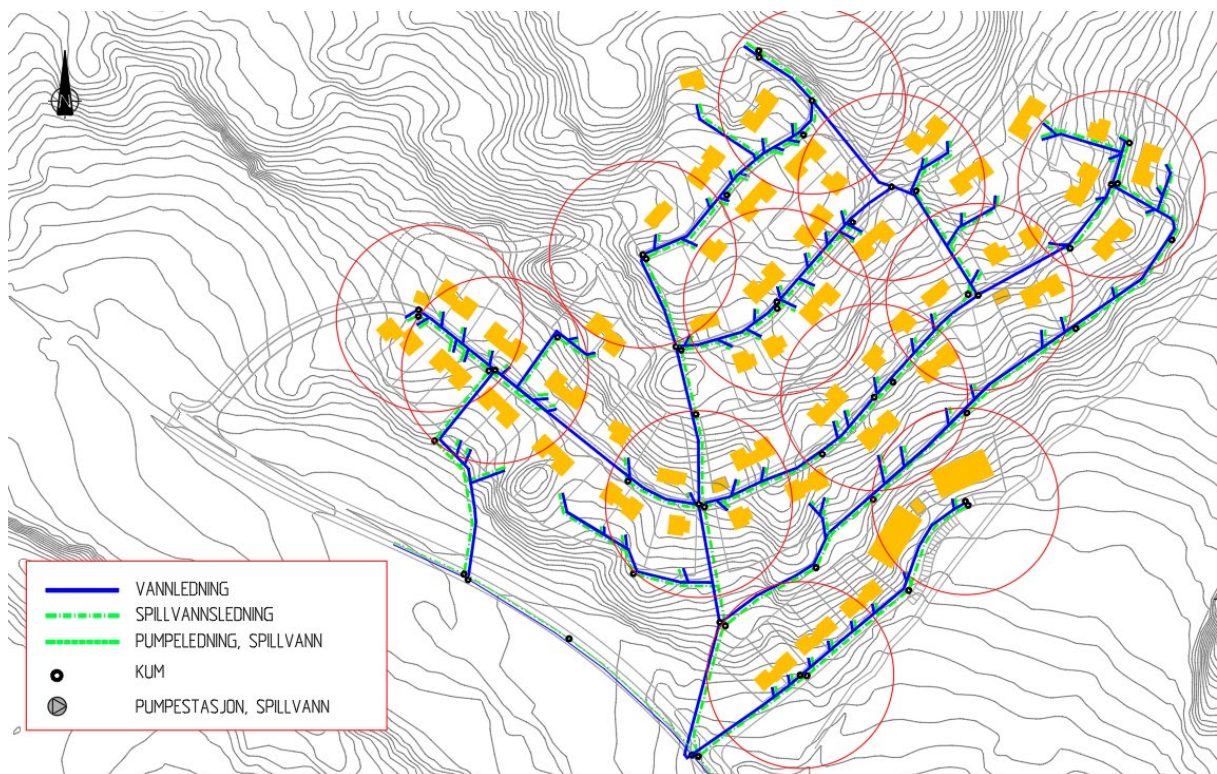 N
VANNLEDNING
SPILLVANNSLEDNING
PUMPELEDNING, SPILLVANN
KUM
PUMPESTASJON, SPILLVANN